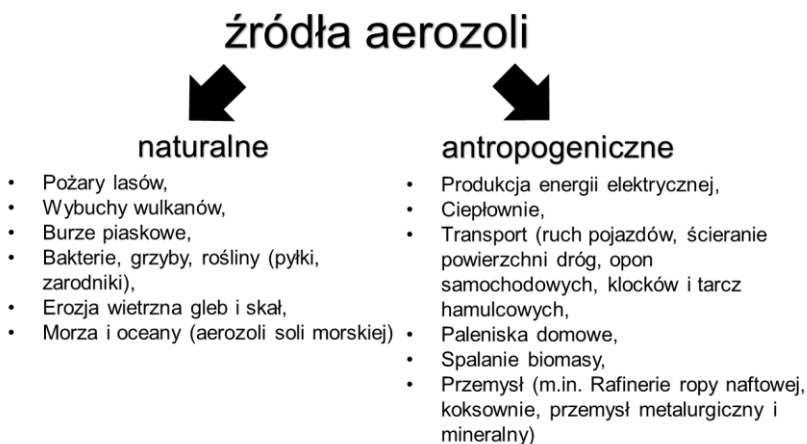 źródła aerozoli
naturalne
• Pożary lasów,
• Wybuchy wulkanów,
• Burze piaskowe,
• Bakterie, grzyby, rośliny (pyłki,
zarodniki),
• Erozja wietrzna gleb i skał,
• Morza i oceany (aerozoli soli morskiej)
antropogeniczne
• Produkcja energii elektrycznej,
• Ciepłownie,
• Transport (ruch pojazdów, ścieranie
powierzchni dróg, opon
samochodowych, klocków i tarcz
hamulcowych,
• Paleniska domowe,
• Spalanie biomasy,
• Przemysł (m.in. Rafinerie ropy naftowej,
koksownie, przemysł metalurgiczny i
mineralny)